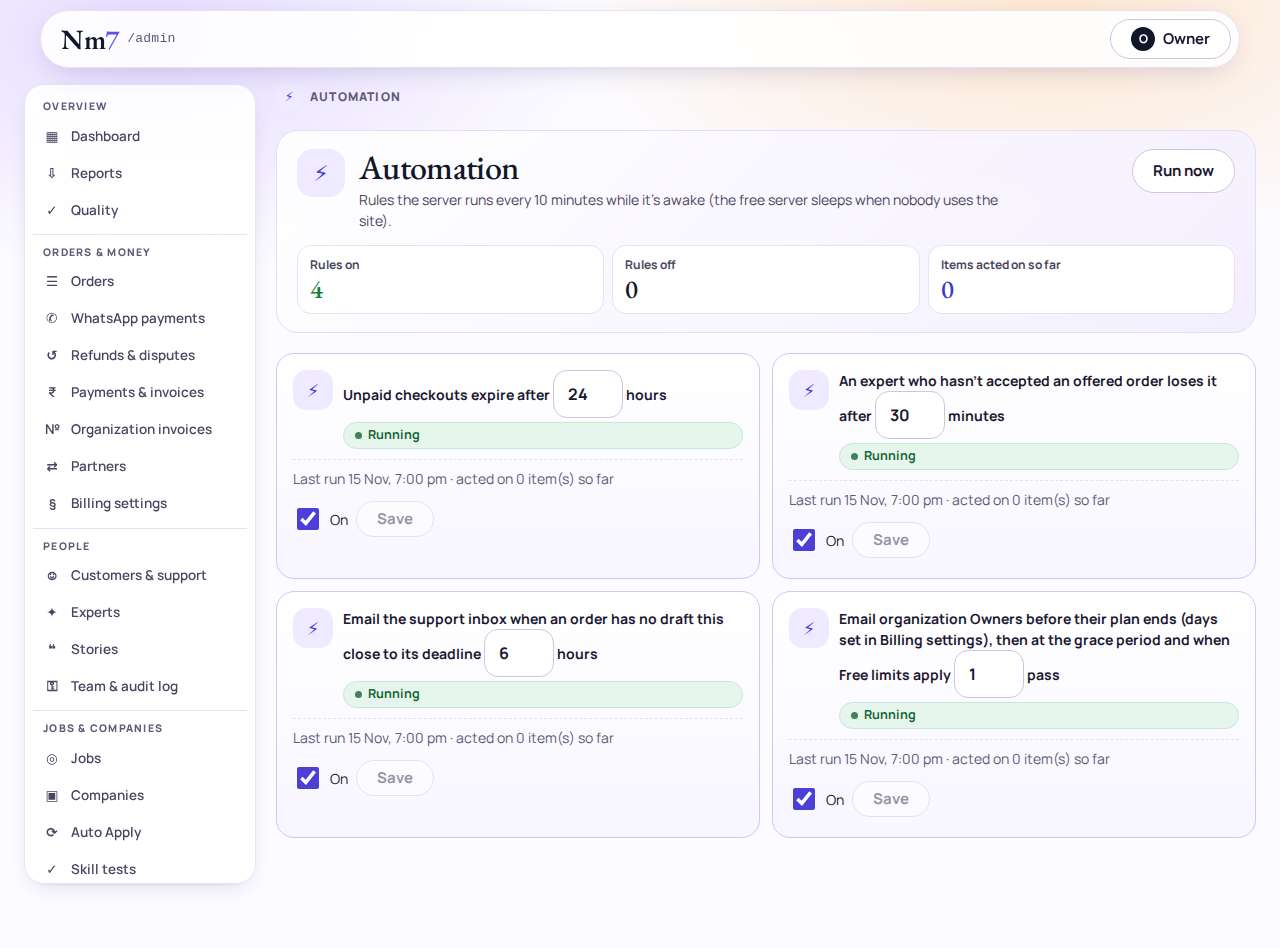 Nm7 /admin
O Owner
OVERVIEW
Dashboard
Reports
Quality
ORDERS & MONEY
Orders
WhatsApp payments
Refunds & disputes
Payments & invoices
Organization invoices
Partners
Billing settings
PEOPLE
Customers & support
Experts
Stories
Team & audit log
JOBS & COMPANIES
Jobs
Companies
Auto Apply
Skill tests
AUTOMATION
Automation
Run now
Rules the server runs every 10 minutes while it's awake (the free server sleeps when nobody uses the
site).
Rules on
4
Rules off
0
Items acted on so far
0
Unpaid checkouts expire after 24 hours
Running
Last run 15 Nov, 7:00 pm · acted on 0 item(s) so far
On Save
An expert who hasn't accepted an offered order loses it
after 30 minutes
Running
Last run 15 Nov, 7:00 pm · acted on 0 item(s) so far
On Save
Email the support inbox when an order has no draft this
close to its deadline 6 hours
Running
Last run 15 Nov, 7:00 pm · acted on 0 item(s) so far
On Save
Email organization Owners before their plan ends (days
set in Billing settings), then at the grace period and when
Free limits apply 1 pass
Running
Last run 15 Nov, 7:00 pm · acted on 0 item(s) so far
On Save